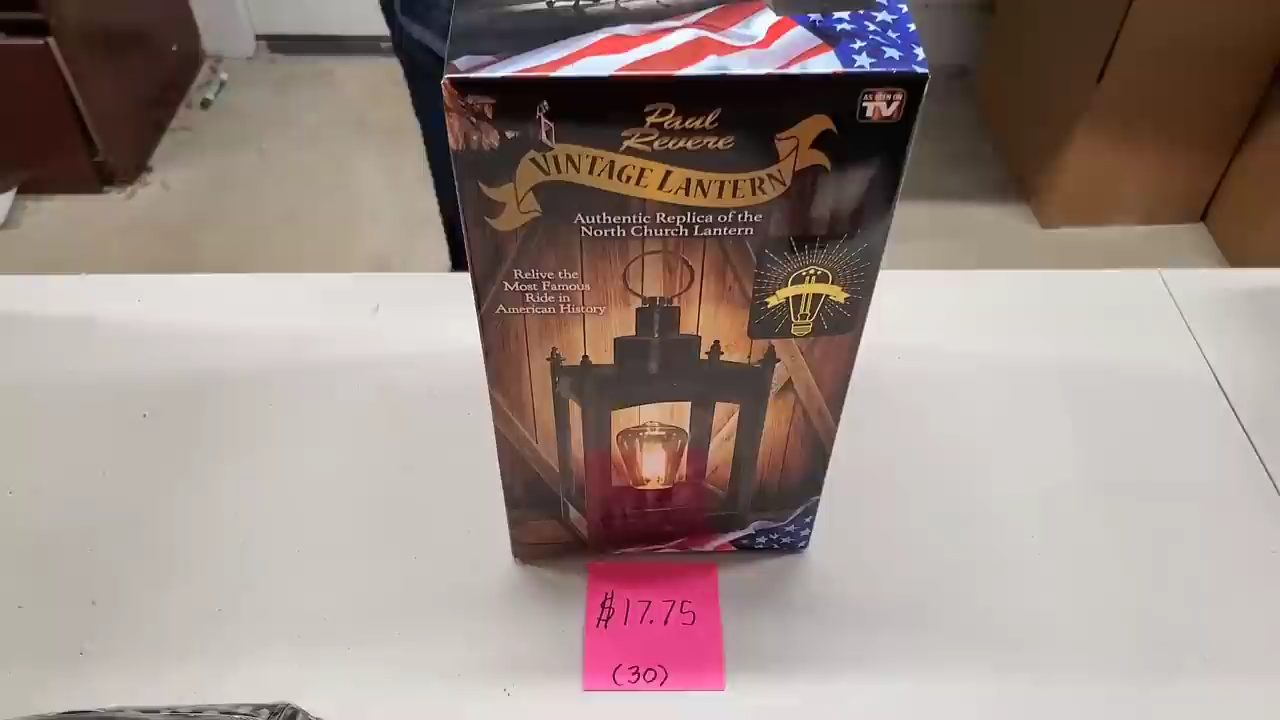 AS SEEN ON
TV
Paul
Revere
VINTAGE LANTERN
Authentic Replica of the
North Church Lantern
Relive the
Most Famous
Ride in
American History
$17.75
(30)